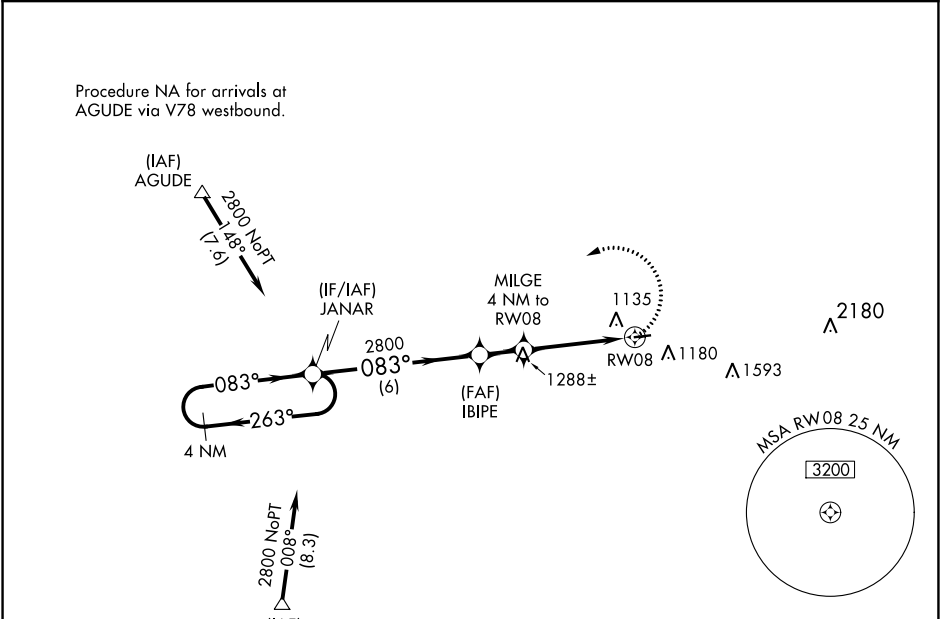 Procedure NA for arrivals at
AGUDE via V78 westbound.
(IAF)
AGUDE
2800 NoPT
148°
(7.6)
(IF/IAF)
JANAR
MILGE
4 NM to
RW08
1135
2180
2800
083°
(6)
RW08
1180
1593
1288±
(FAF)
IBIPE
083°
263°
4 NM
MSA RW08 25 NM
3200
2800 NoPT
008°
(8.3)